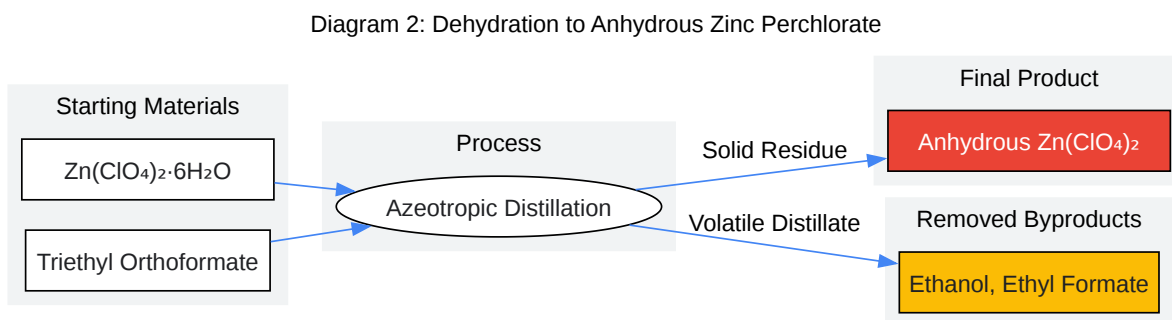 Diagram 2: Dehydration to Anhydrous Zinc Perchlorate
Starting Materials
Zn(ClO₄)₂·6H₂O
Triethyl Orthoformate
Process
Azeotropic Distillation
Solid Residue
Volatile Distillate
Final Product
Anhydrous Zn(ClO₄)₂
Removed Byproducts
Ethanol, Ethyl Formate